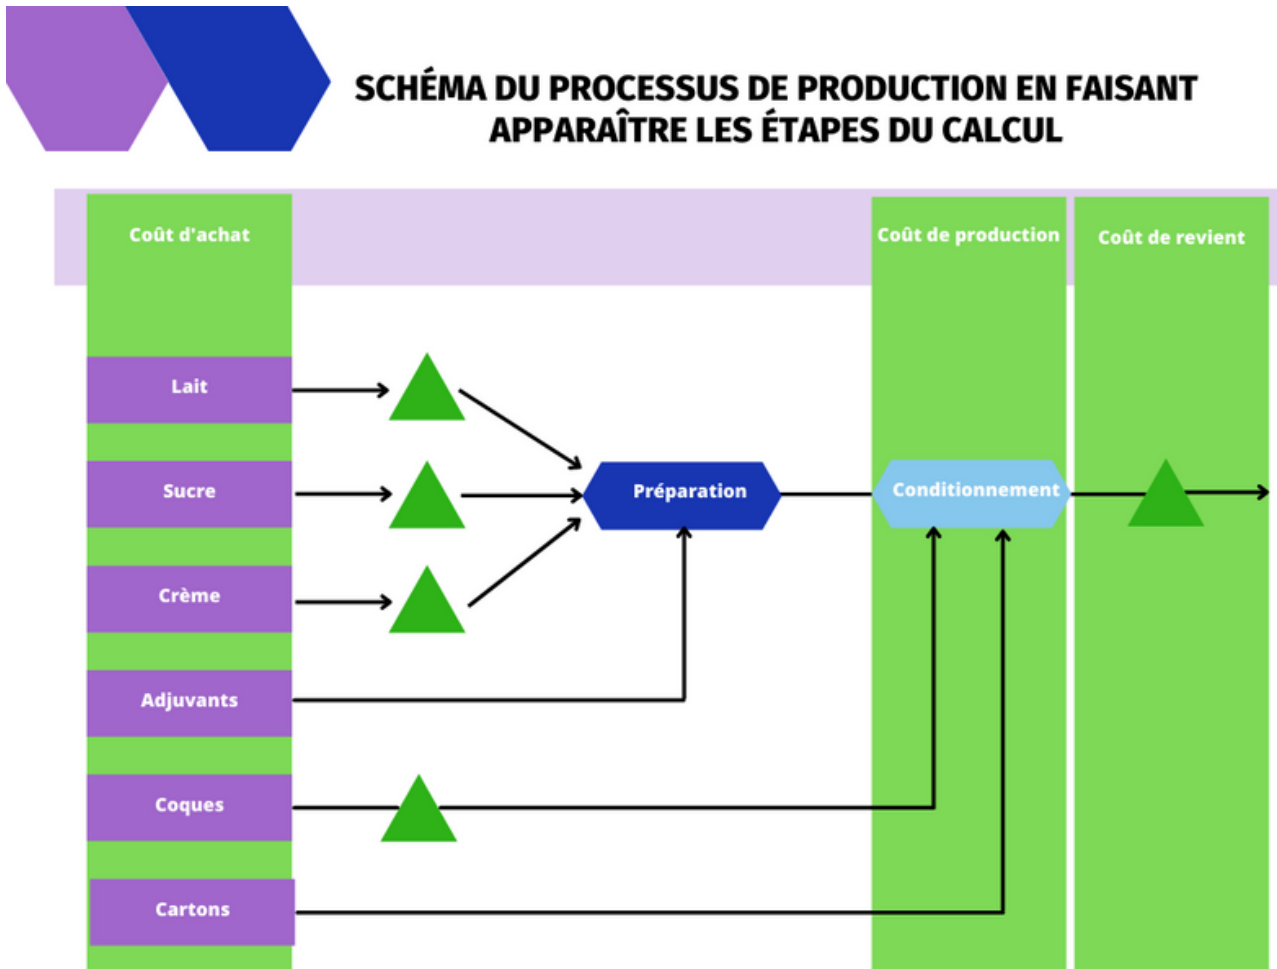 SCHÉMA DU PROCESSUS DE PRODUCTION EN FAISANT
APPARAÎTRE LES ÉTAPES DU CALCUL
Coût d'achat
Coût de production
Coût de revient
Lait
Sucre
Préparation
Conditionnement
Crème
Adjuvants
Coques
Cartons